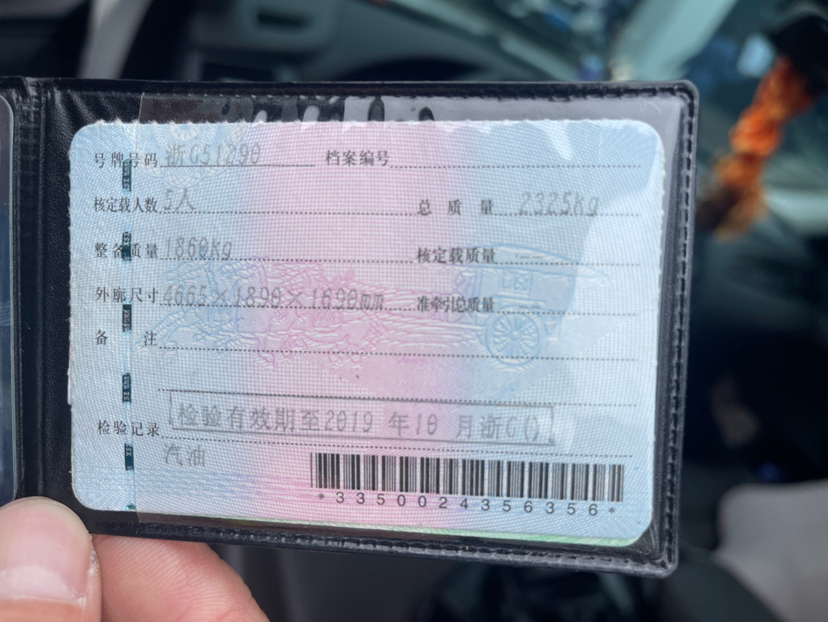 号牌号码 浙G51290 档案编号
核定载人数 5人 总质量 2325kg
整备质量 1860kg 核定载质量 ---
外廓尺寸 4665×1890×1690mm 准牵引总质量
备注
检验记录 检验有效期至2019 年10 月浙G()
汽油
*3350024356356*